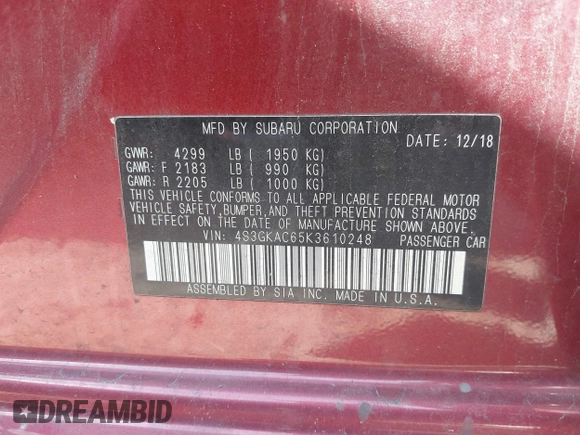 MFD BY SUBARU CORPORATION
DATE: 12/18
GVWR: 4299 LB ( 1950 KG)
GAWR: F 2183 LB ( 990 KG)
GAWR: R 2205 LB ( 1000 KG)
THIS VEHICLE CONFORMS TO ALL APPLICABLE FEDERAL MOTOR
VEHICLE SAFETY, BUMPER, AND THEFT PREVENTION STANDARDS
IN EFFECT ON THE DATE OF MANUFACTURE SHOWN ABOVE.
VIN: 4S3GKAC65K3610248 PASSENGER CAR
ASSEMBLED BY SIA INC. MADE IN U.S.A.
DREAMBID